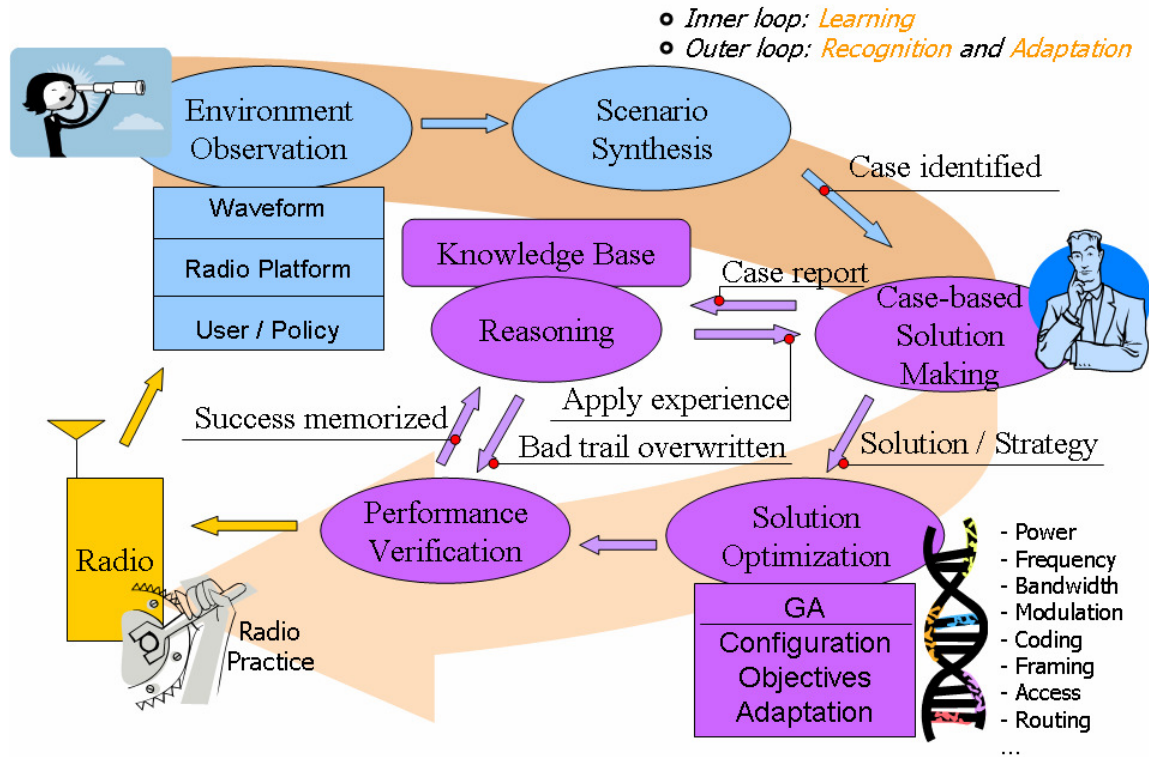 Inner loop: Learning
Outer loop: Recognition and Adaptation
Environment
Observation
Scenario
Synthesis
Case identified
Waveform
Radio Platform
User / Policy
Knowledge Base
Reasoning
Case report
Case-based
Solution
Making
Apply experience
Success memorized
Bad trail overwritten
Solution / Strategy
Performance
Verification
Solution
Optimization
Radio
Radio
Practice
GA
Configuration
Objectives
Adaptation
- Power
- Frequency
- Bandwidth
- Modulation
- Coding
- Framing
- Access
- Routing
...